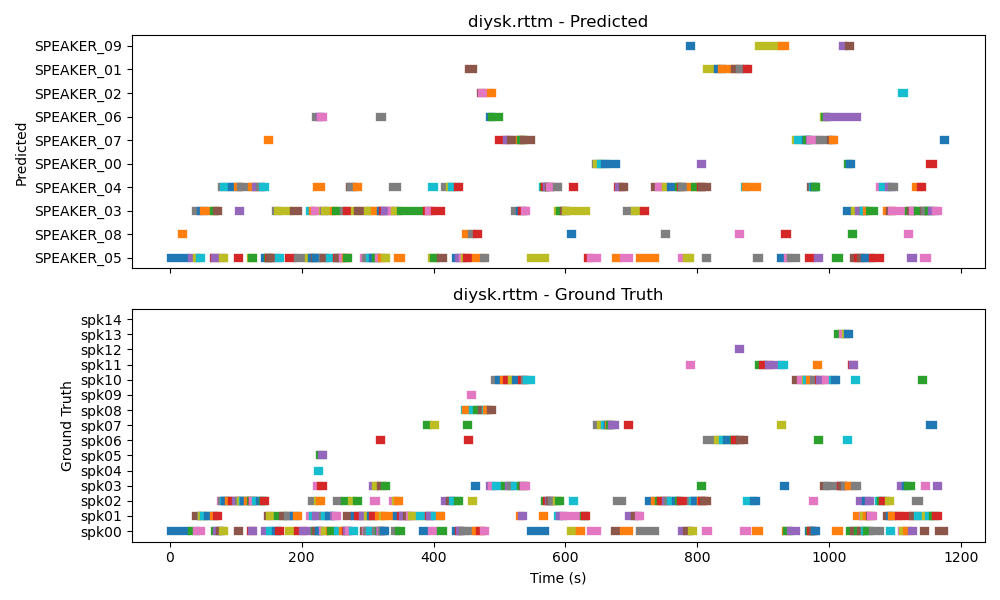 diysk.rttm - Predicted
Predicted
SPEAKER_09
SPEAKER_01
SPEAKER_02
SPEAKER_06
SPEAKER_07
SPEAKER_00
SPEAKER_04
SPEAKER_03
SPEAKER_08
SPEAKER_05
diysk.rttm - Ground Truth
Ground Truth
spk14
spk13
spk12
spk11
spk10
spk09
spk08
spk07
spk06
spk05
spk04
spk03
spk02
spk01
spk00
0 200 400 600 800 1000 1200
Time (s)